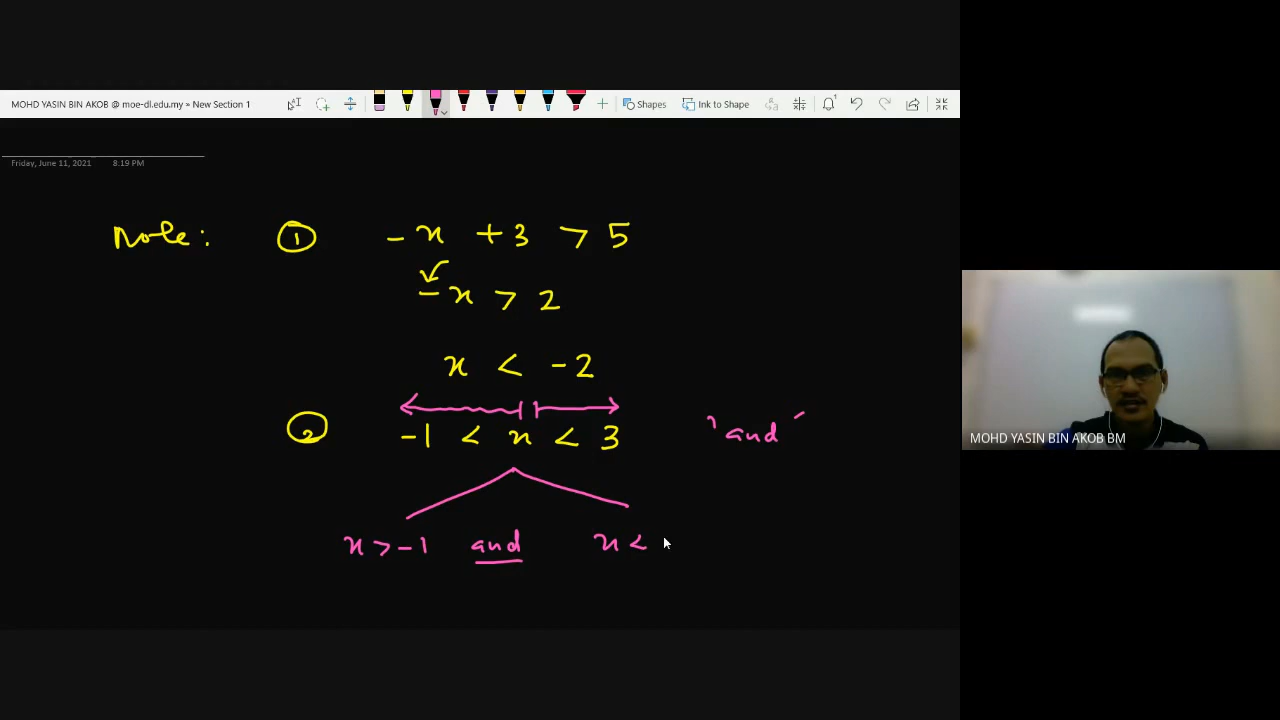 MOHD YASIN BIN AKOB @ moe-dl.edu.my » New Section 1
Shapes
Ink to Shape
Friday, June 11, 2021 8:19 PM
Note: ① -x + 3 > 5
-x > 2
x < -2
② -1 < x < 3 'and'
x > -1 and x <
MOHD YASIN BIN AKOB BM